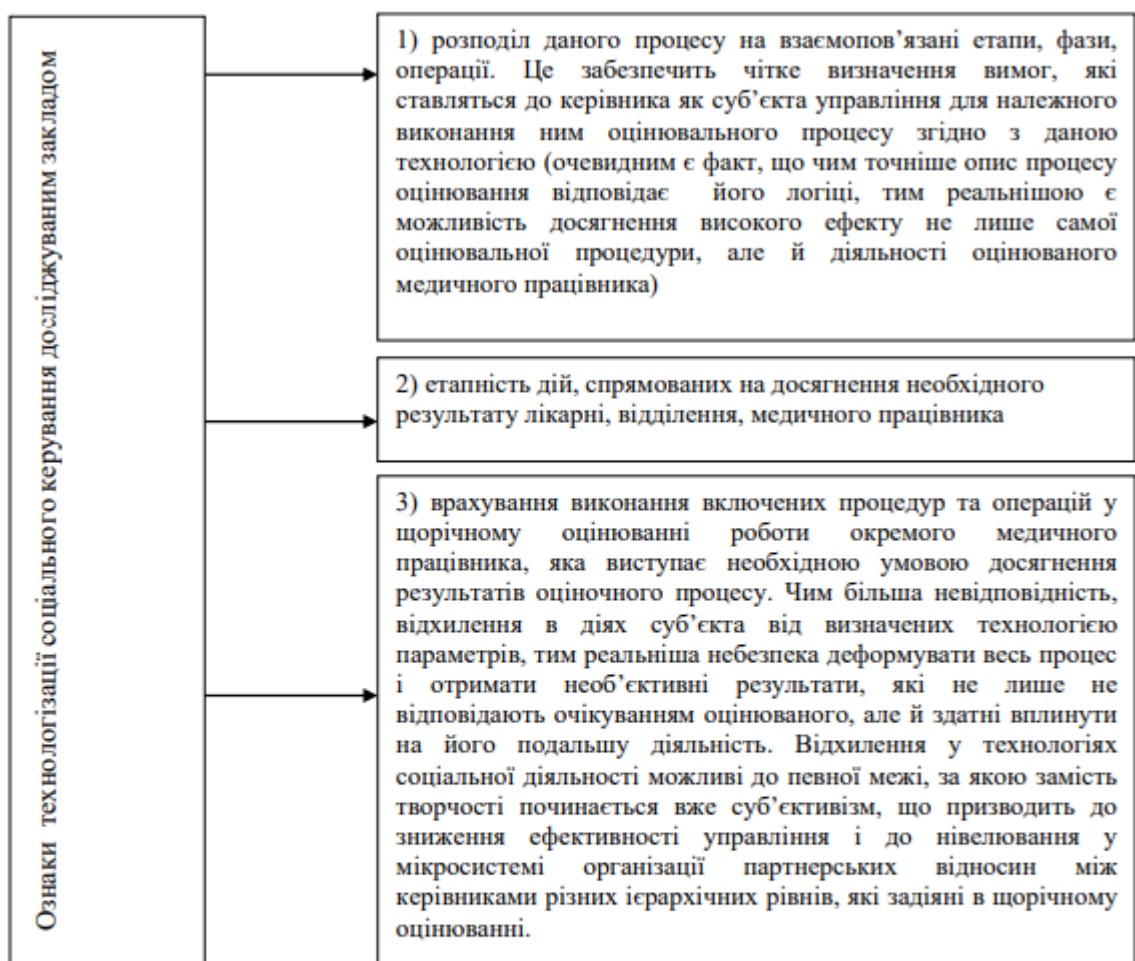 Ознаки технологізації соціального керування досліджуваним закладом
1) розподіл даного процесу на взаємопов’язані етапи, фази,
операції. Це забезпечить чітке визначення вимог, які
ставляться до керівника як суб’єкта управління для належного
виконання ним оцінювального процесу згідно з даною
технологією (очевидним є факт, що чим точніше опис процесу
оцінювання відповідає його логіці, тим реальнішою є
можливість досягнення високого ефекту не лише самої
оцінювальної процедури, але й діяльності оцінюваного
медичного працівника)
2) етапність дій, спрямованих на досягнення необхідного
результату лікарні, відділення, медичного працівника
3) врахування виконання включених процедур та операцій у
щорічному оцінюванні роботи окремого медичного
працівника, яка виступає необхідною умовою досягнення
результатів оціночного процесу. Чим більша невідповідність,
відхилення в діях суб’єкта від визначених технологією
параметрів, тим реальніша небезпека деформувати весь процес
і отримати необ’єктивні результати, які не лише не
відповідають очікуванням оцінюваного, але й здатні вплинути
на його подальшу діяльність. Відхилення у технологіях
соціальної діяльності можливі до певної межі, за якою замість
творчості починається вже суб’єктивізм, що призводить до
зниження ефективності управління і до нівелювання у
мікросистемі організації партнерських відносин між
керівниками різних ієрархічних рівнів, які задіяні в щорічному
оцінюванні.